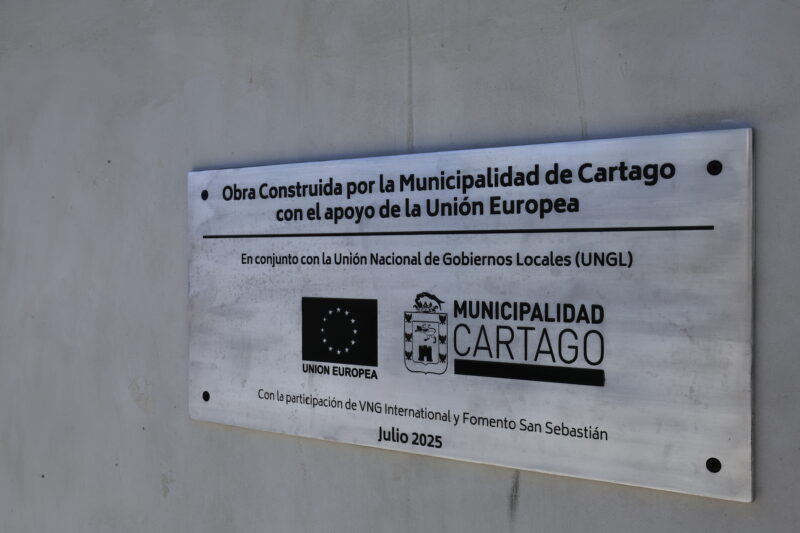 Obra Construida por la Municipalidad de Cartago
con el apoyo de la Unión Europea
En conjunto con la Unión Nacional de Gobiernos Locales (UNGL)
UNION EUROPEA
MUNICIPALIDAD
CARTAGO
Con la participación de VNG International y Fomento San Sebastián
Julio 2025